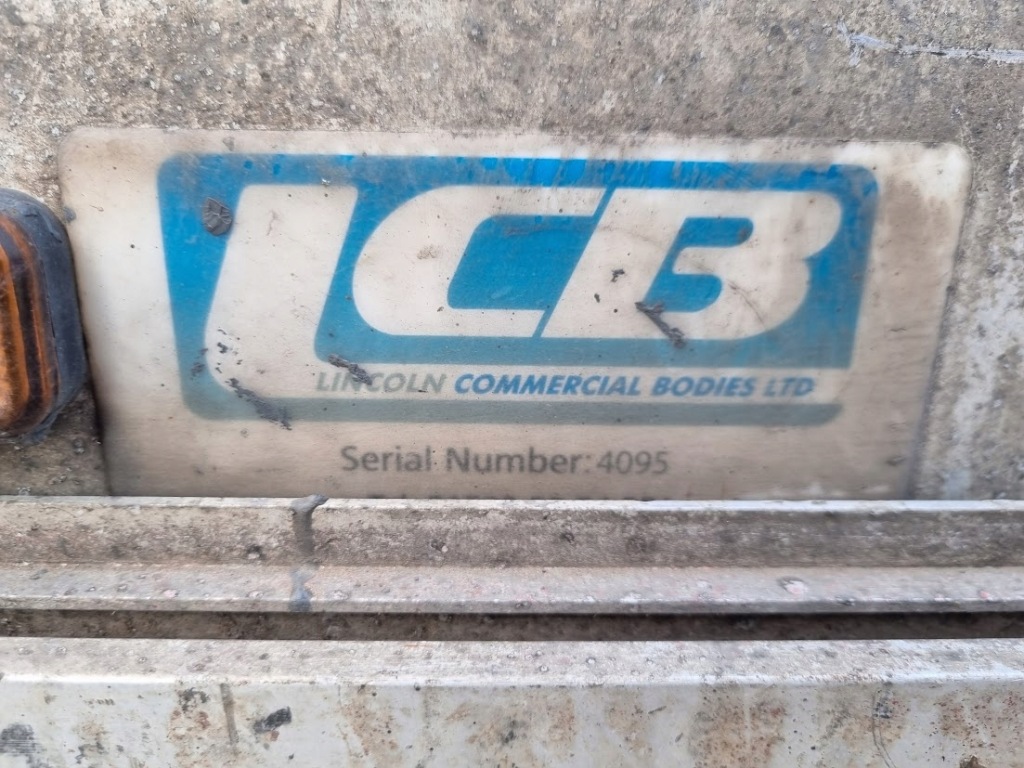 LCB
LINCOLN COMMERCIAL BODIES LTD
Serial Number: 4095